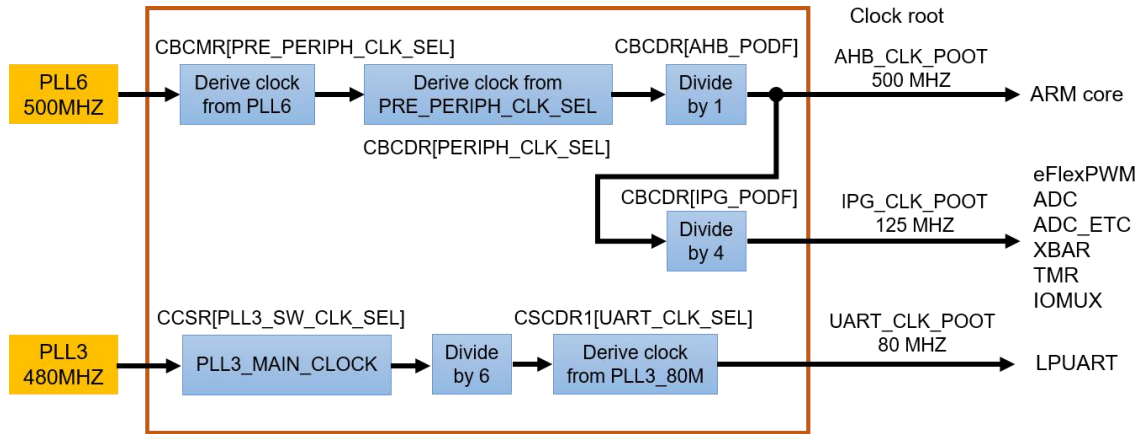 Clock root
CBCMR[PRE_PERIPH_CLK_SEL]
CBCDR[AHB_PODF]
AHB_CLK_POOT
500 MHZ
PLL6
500MHZ
Derive clock
from PLL6
Derive clock from
PRE_PERIPH_CLK_SEL
Divide
by 1
ARM core
CBCDR[PERIPH_CLK_SEL]
CBCDR[IPG_PODF]
IPG_CLK_POOT
125 MHZ
Divide
by 4
eFlexPWM
ADC
ADC_ETC
XBAR
TMR
IOMUX
CCSR[PLL3_SW_CLK_SEL]
CSCDR1[UART_CLK_SEL]
UART_CLK_POOT
80 MHZ
PLL3
480MHZ
PLL3_MAIN_CLOCK
Divide
by 6
Derive clock
from PLL3_80M
LPUART